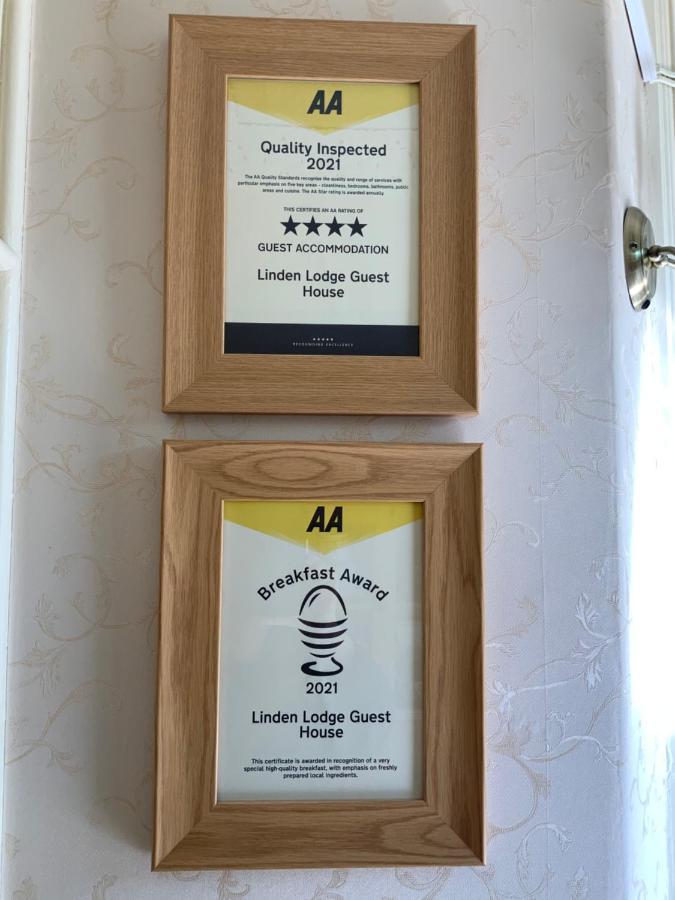 AA
Quality Inspected
2021
The AA Quality Standards recognise the quality and range of services with
particular emphasis on five key areas - cleanliness, bedrooms, bathrooms, public
areas and cuisine. The AA Star rating is awarded annually.
THIS CERTIFIES AN AA RATING OF
GUEST ACCOMMODATION
Linden Lodge Guest
House
RECOGNISING EXCELLENCE
AA
Breakfast Award
2021
Linden Lodge Guest
House
This certificate is awarded in recognition of a very
special high-quality breakfast, with emphasis on freshly
prepared local ingredients.